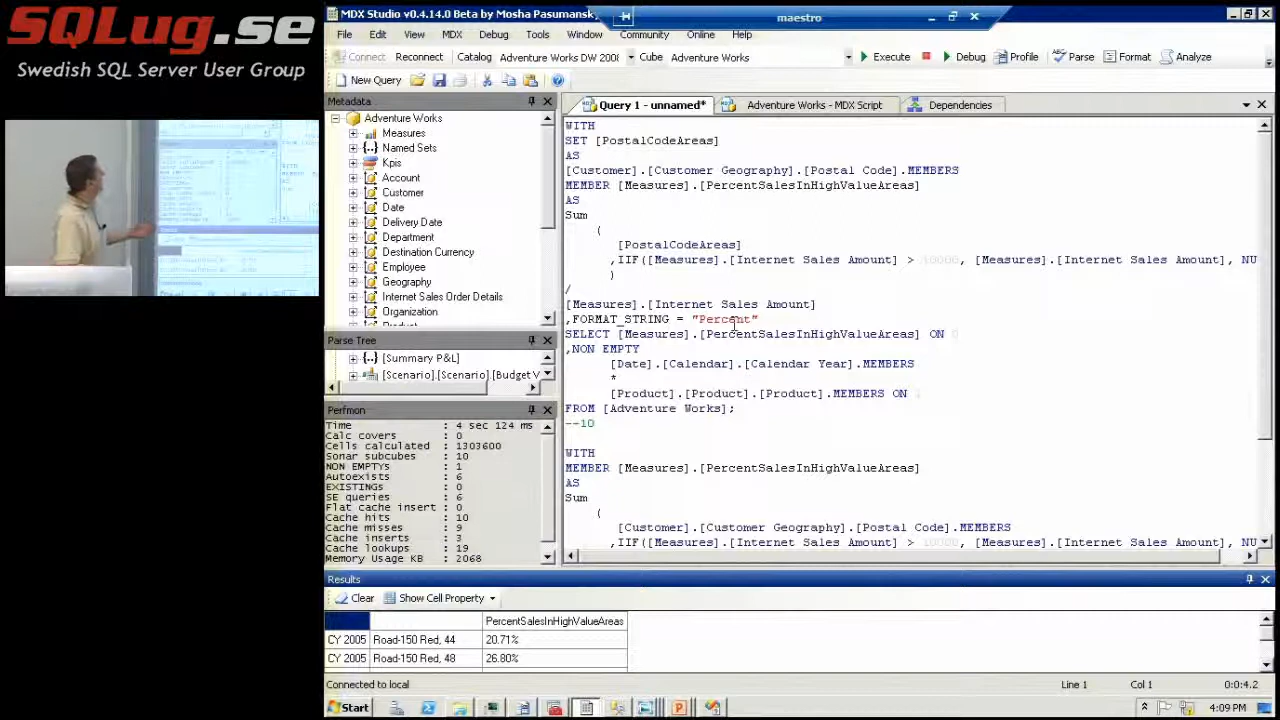 SQLug.se
Swedish SQL Server User Group
MDX Studio v0.4.14.0 Beta by Mosha Pasumansk
maestro
File Edit View MDX Debug Tools Window Community Online Help
Connect Reconnect Catalog Adventure Works DW 2008 Cube Adventure Works Execute Debug Profile Parse Format Analyze
New Query
Metadata
Adventure Works
Measures
Named Sets
Kpis
Account
Customer
Date
Delivery Date
Department
Destination Currency
Employee
Geography
Internet Sales Order Details
Organization
Product
Parse Tree
[Summary P&L]
[Scenario].[Scenario].[Budget V
Perfmon
Time : 4 sec 124 ms
Calc covers : 0
Cells calculated : 1303600
Sonar subcubes : 10
NON EMPTYs : 1
Autoexists : 6
EXISTINGs : 0
SE queries : 6
Flat cache insert : 0
Cache hits : 10
Cache misses : 9
Cache inserts : 3
Cache lookups : 19
Memory Usage KB : 2068
Query 1 - unnamed* Adventure Works - MDX Script Dependencies
WITH
SET [PostalCodeAreas]
AS
[Customer].[Customer Geography].[Postal Code].MEMBERS
MEMBER [Measures].[PercentSalesInHighValueAreas]
AS
Sum
(
[PostalCodeAreas]
,IIF([Measures].[Internet Sales Amount] > 10000, [Measures].[Internet Sales Amount], NU
)
/
[Measures].[Internet Sales Amount]
,FORMAT_STRING = "Percent"
SELECT [Measures].[PercentSalesInHighValueAreas] ON 0
,NON EMPTY
[Date].[Calendar].[Calendar Year].MEMBERS
*
[Product].[Product].[Product].MEMBERS ON 1
FROM [Adventure Works];
--10
WITH
MEMBER [Measures].[PercentSalesInHighValueAreas]
AS
Sum
(
[Customer].[Customer Geography].[Postal Code].MEMBERS
,IIF([Measures].[Internet Sales Amount] > 10000, [Measures].[Internet Sales Amount], NU
Results
Clear Show Cell Property
PercentSalesInHighValueAreas
CY 2005 Road-150 Red, 44 20.71%
CY 2005 Road-150 Red, 48 26.80%
Connected to local Line 1 Col 1 0:0:4.2
Start 4:09 PM